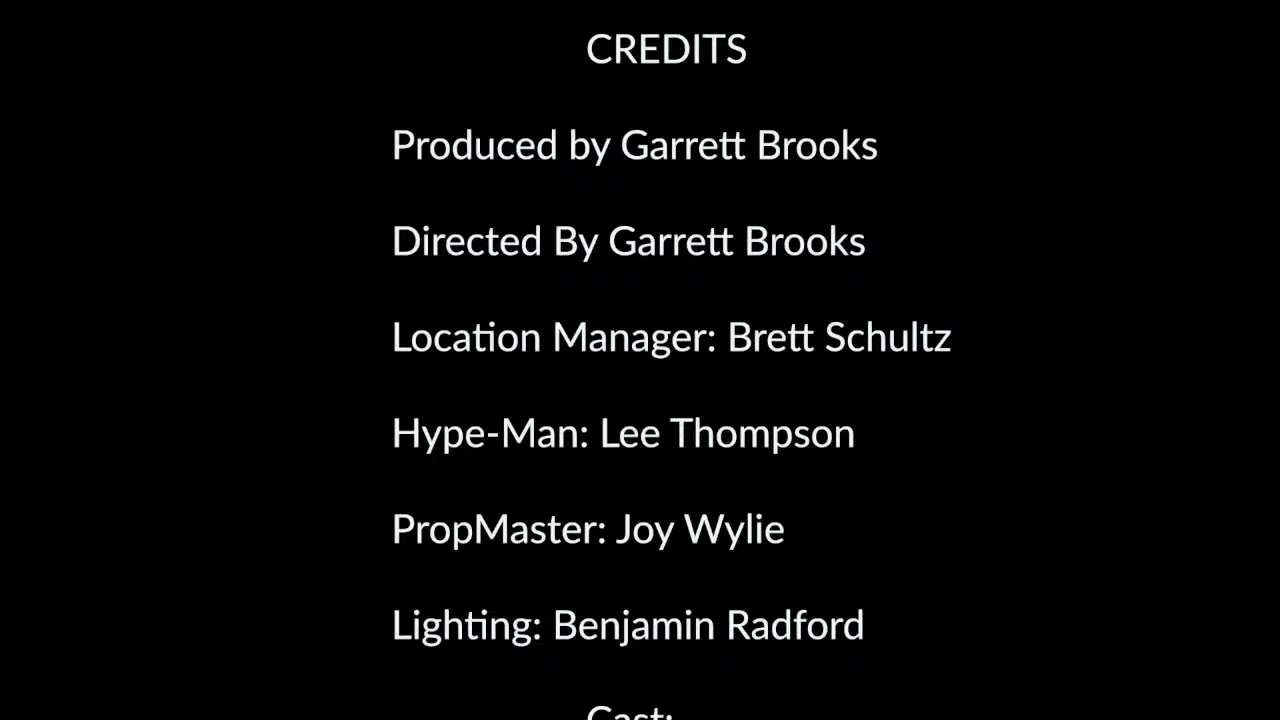 CREDITS
Produced by Garrett Brooks
Directed By Garrett Brooks
Location Manager: Brett Schultz
Hype-Man: Lee Thompson
PropMaster: Joy Wylie
Lighting: Benjamin Radford
Cast: